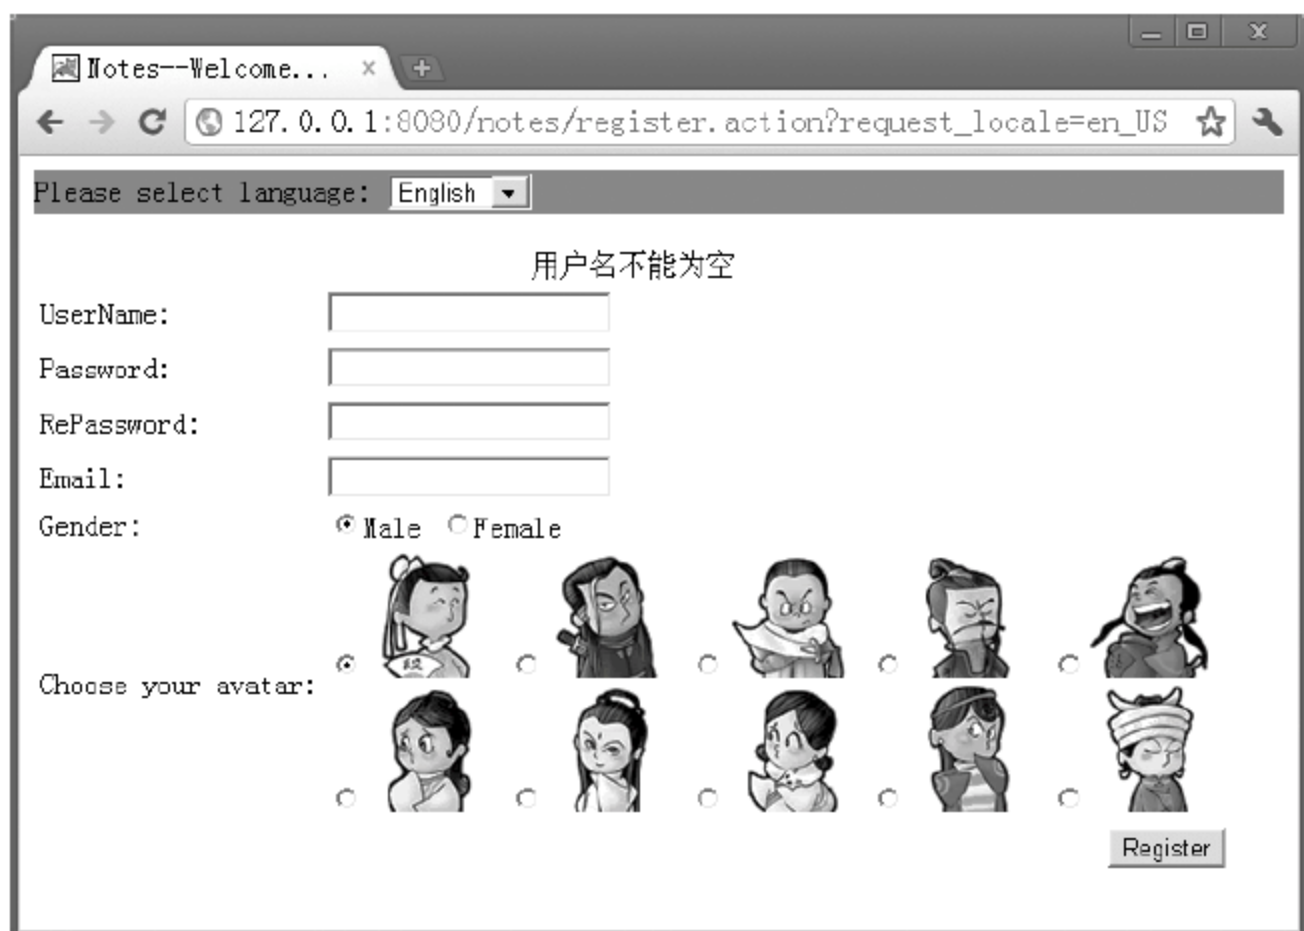 Notes--Welcome...
127.0.0.1:8080/notes/register.action?request_locale=en_US
Please select language: English
用户名不能为空
UserName:
Password:
RePassword:
Email:
Gender: Male Female
Choose your avatar:
Register